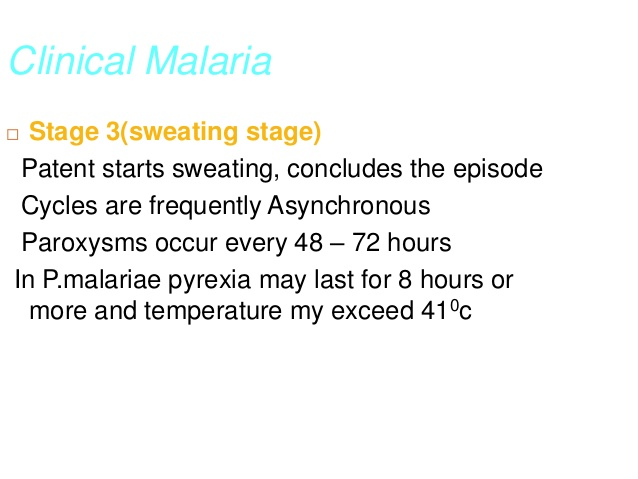 Clinical Malaria
□ Stage 3(sweating stage)
Patent starts sweating, concludes the episode
Cycles are frequently Asynchronous
Paroxysms occur every 48 – 72 hours
In P.malariae pyrexia may last for 8 hours or
more and temperature my exceed 41⁰c